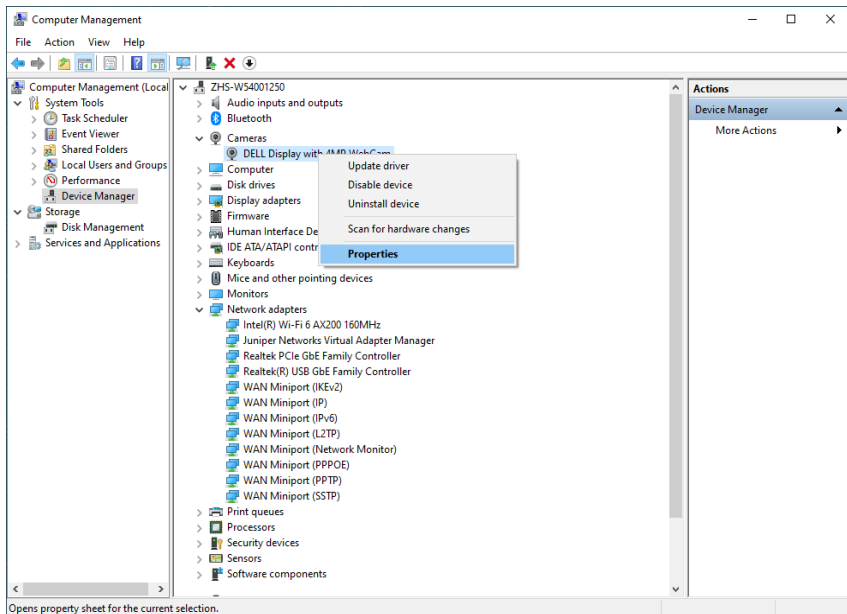 Computer Management
File Action View Help
Computer Management (Local
System Tools
Task Scheduler
Event Viewer
Shared Folders
Local Users and Groups
Performance
Device Manager
Storage
Disk Management
Services and Applications
ZHS-W54001250
Audio inputs and outputs
Bluetooth
Cameras
DELL Display with 4MP WebCam
Computer
Disk drives
Display adapters
Firmware
Human Interface De
IDE ATA/ATAPI contr
Keyboards
Mice and other pointing devices
Monitors
Network adapters
Intel(R) Wi-Fi 6 AX200 160MHz
Juniper Networks Virtual Adapter Manager
Realtek PCIe GbE Family Controller
Realtek(R) USB GbE Family Controller
WAN Miniport (IKEv2)
WAN Miniport (IP)
WAN Miniport (IPv6)
WAN Miniport (L2TP)
WAN Miniport (Network Monitor)
WAN Miniport (PPPOE)
WAN Miniport (PPTP)
WAN Miniport (SSTP)
Print queues
Processors
Security devices
Sensors
Software components
Update driver
Disable device
Uninstall device
Scan for hardware changes
Properties
Actions
Device Manager
More Actions
Opens property sheet for the current selection.